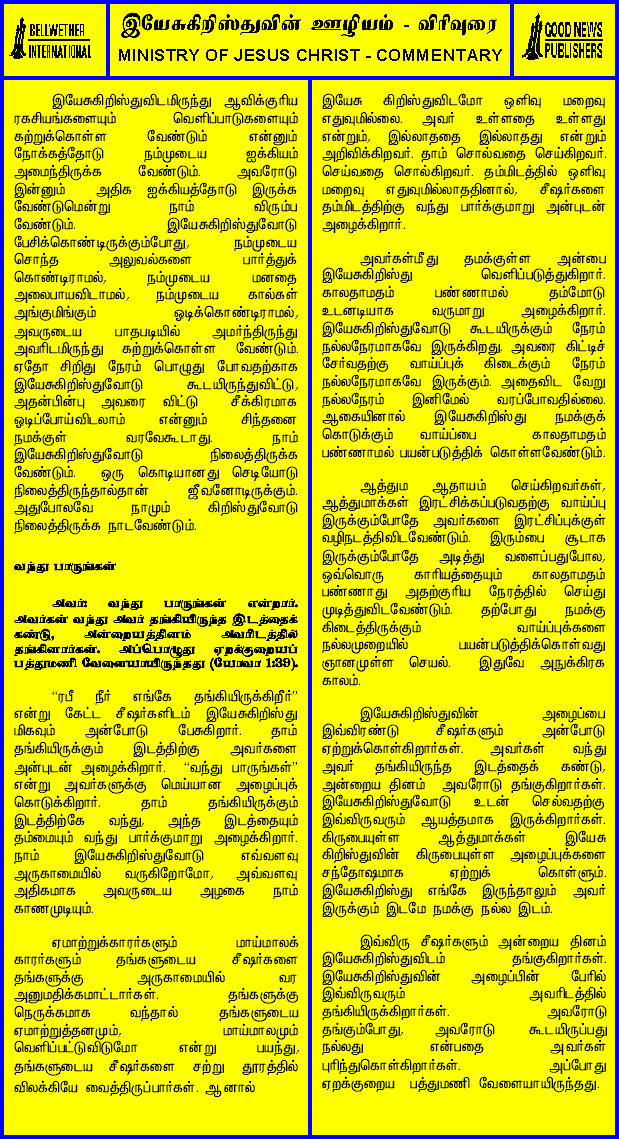 BELLWETHER
INTERNATIONAL
இயேசுகிறிஸ்துவின் ஊழியம் - விரிவுரை
MINISTRY OF JESUS CHRIST - COMMENTARY
GOOD NEWS
PUBLISHERS
இயேசுகிறிஸ்துவிடமிருந்து ஆவிக்குரிய
ரகசியங்களையும் வெளிப்பாடுகளையும்
கற்றுக்கொள்ள வேண்டும் என்னும்
நோக்கத்தோடு நம்முடைய ஐக்கியம்
அமைந்திருக்க வேண்டும். அவரோடு
இன்னும் அதிக ஐக்கியத்தோடு இருக்க
வேண்டுமென்று நாம் விரும்ப
வேண்டும். இயேசுகிறிஸ்துவோடு
பேசிக்கொண்டிருக்கும்போது, நம்முடைய
சொந்த அலுவல்களை பார்த்துக்
கொண்டிராமல், நம்முடைய மனதை
அலைபாயவிடாமல், நம்முடைய கால்கள்
அங்குமிங்கும் ஒடிக்கொண்டிராமல்,
அவருடைய பாதபடியில் அமர்ந்திருந்து
அவரிடமிருந்து கற்றுக்கொள்ள வேண்டும்.
ஏதோ சிறிது நேரம் பொழுது போவதற்காக
இயேசுகிறிஸ்துவோடு கூடயிருந்துவிட்டு,
அதன்பின்பு அவரை விட்டு சீக்கிரமாக
ஓடிப்போய்விடலாம் என்னும் சிந்தனை
நமக்குள் வரவேகூடாது. நாம்
இயேசுகிறிஸ்துவோடு நிலைத்திருக்க
வேண்டும். ஒரு கொடியானது செடியோடு
நிலைத்திருந்தால்தான் ஜீவனோடிருக்கும்.
அதுபோலவே நாமும் கிறிஸ்துவோடு
நிலைத்திருக்க நாடவேண்டும்.
வந்து பாருங்கள்
அவர்: வந்து பாருங்கள் என்றார்.
அவர்கள் வந்து அவர் தங்கியிருந்த இடத்தைக்
கண்டு, அன்றையத்தினம் அவரிடத்தில்
தங்கினார்கள். அப்பொழுது ஏறக்குறையப்
பத்துமணி வேளையாயிருந்தது (யோவா 1:39).
“ரபீ நீர் எங்கே தங்கியிருக்கிறீர்”
என்று கேட்ட சீஷர்களிடம் இயேசுகிறிஸ்து
மிகவும் அன்போடு பேசுகிறார். தாம்
தங்கியிருக்கும் இடத்திற்கு அவர்களை
அன்புடன் அழைக்கிறார். “வந்து பாருங்கள்”
என்று அவர்களுக்கு மெய்யான அழைப்புக்
கொடுக்கிறார். தாம் தங்கியிருக்கும்
இடத்திற்கே வந்து, அந்த இடத்தையும்
தம்மையும் வந்து பார்க்குமாறு அழைக்கிறார்.
நாம் இயேசுகிறிஸ்துவோடு எவ்வளவு
அருகாமையில் வருகிறோமோ, அவ்வளவு
அதிகமாக அவருடைய அழகை நாம்
காணமுடியும்.
ஏமாற்றுக்காரர்களும் மாய்மாலக்
காரர்களும் தங்களுடைய சீஷர்களை
தங்களுக்கு அருகாமையில் வர
அனுமதிக்கமாட்டார்கள். தங்களுக்கு
நெருக்கமாக வந்தால் தங்களுடைய
ஏமாற்றுத்தனமும், மாய்மாலமும்
வெளிப்பட்டுவிடுமோ என்று பயந்து,
தங்களுடைய சீஷர்களை சற்று தூரத்தில்
விலக்கியே வைத்திருப்பார்கள். ஆனால்
இயேசு கிறிஸ்துவிடமோ ஒளிவு மறைவு
எதுவுமில்லை. அவர் உள்ளதை உள்ளது
என்றும், இல்லாததை இல்லாதது என்றும்
அறிவிக்கிறவர். தாம் சொல்வதை செய்கிறவர்.
செய்வதை சொல்கிறவர். தம்மிடத்தில் ஒளிவு
மறைவு எதுவுமில்லாததினால், சீஷர்களை
தம்மிடத்திற்கு வந்து பார்க்குமாறு அன்புடன்
அழைக்கிறார்.
அவர்கள்மீது தமக்குள்ள அன்பை
இயேசுகிறிஸ்து வெளிப்படுத்துகிறார்.
காலதாமதம் பண்ணாமல் தம்மோடு
உடனடியாக வருமாறு அழைக்கிறார்.
இயேசுகிறிஸ்துவோடு கூடயிருக்கும் நேரம்
நல்லநேரமாகவே இருக்கிறது. அவரை கிட்டிச்
சேர்வதற்கு வாய்ப்புக் கிடைக்கும் நேரம்
நல்லநேரமாகவே இருக்கும். அதைவிட வேறு
நல்லநேரம் இனிமேல் வரப்போவதில்லை.
ஆகையினால் இயேசுகிறிஸ்து நமக்குக்
கொடுக்கும் வாய்ப்பை காலதாமதம்
பண்ணாமல் பயன்படுத்திக் கொள்ளவேண்டும்.
ஆத்தும ஆதாயம் செய்கிறவர்கள்,
ஆத்துமாக்கள் இரட்சிக்கப்படுவதற்கு வாய்ப்பு
இருக்கும்போதே அவர்களை இரட்சிப்புக்குள்
வழிநடத்திவிடவேண்டும். இரும்பை சூடாக
இருக்கும்போதே அடித்து வளைப்பதுபோல,
ஒவ்வொரு காரியத்தையும் காலதாமதம்
பண்ணாது அதற்குரிய நேரத்தில் செய்து
முடித்துவிடவேண்டும். தற்போது நமக்கு
கிடைத்திருக்கும் வாய்ப்புக்களை
நல்லமுறையில் பயன்படுத்திக்கொள்வது
ஞானமுள்ள செயல். இதுவே அநுக்கிரக
காலம்.
இயேசுகிறிஸ்துவின் அழைப்பை
இவ்விரண்டு சீஷர்களும் அன்போடு
ஏற்றுக்கொள்கிறார்கள். அவர்கள் வந்து
அவர் தங்கியிருந்த இடத்தைக் கண்டு,
அன்றைய தினம் அவரோடு தங்குகிறார்கள்.
இயேசுகிறிஸ்துவோடு உடன் செல்வதற்கு
இவ்விருவரும் ஆயத்தமாக இருக்கிறார்கள்.
கிருபையுள்ள ஆத்துமாக்கள் இயேசு
கிறிஸ்துவின் கிருபையுள்ள அழைப்புக்களை
சந்தோஷமாக ஏற்றுக் கொள்ளும்.
இயேசுகிறிஸ்து எங்கே இருந்தாலும் அவர்
இருக்கும் இடமே நமக்கு நல்ல இடம்.
இவ்விரு சீஷர்களும் அன்றைய தினம்
இயேசுகிறிஸ்துவிடம் தங்குகிறார்கள்.
இயேசுகிறிஸ்துவின் அழைப்பின் பேரில்
இவ்விருவரும் அவரிடத்தில்
தங்கியிருக்கிறார்கள். அவரோடு
தங்கும்போது, அவரோடு கூடயிருப்பது
நல்லது என்பதை அவர்கள்
புரிந்துகொள்கிறார்கள். அப்போது
ஏறக்குறைய பத்துமணி வேளையாயிருந்தது.